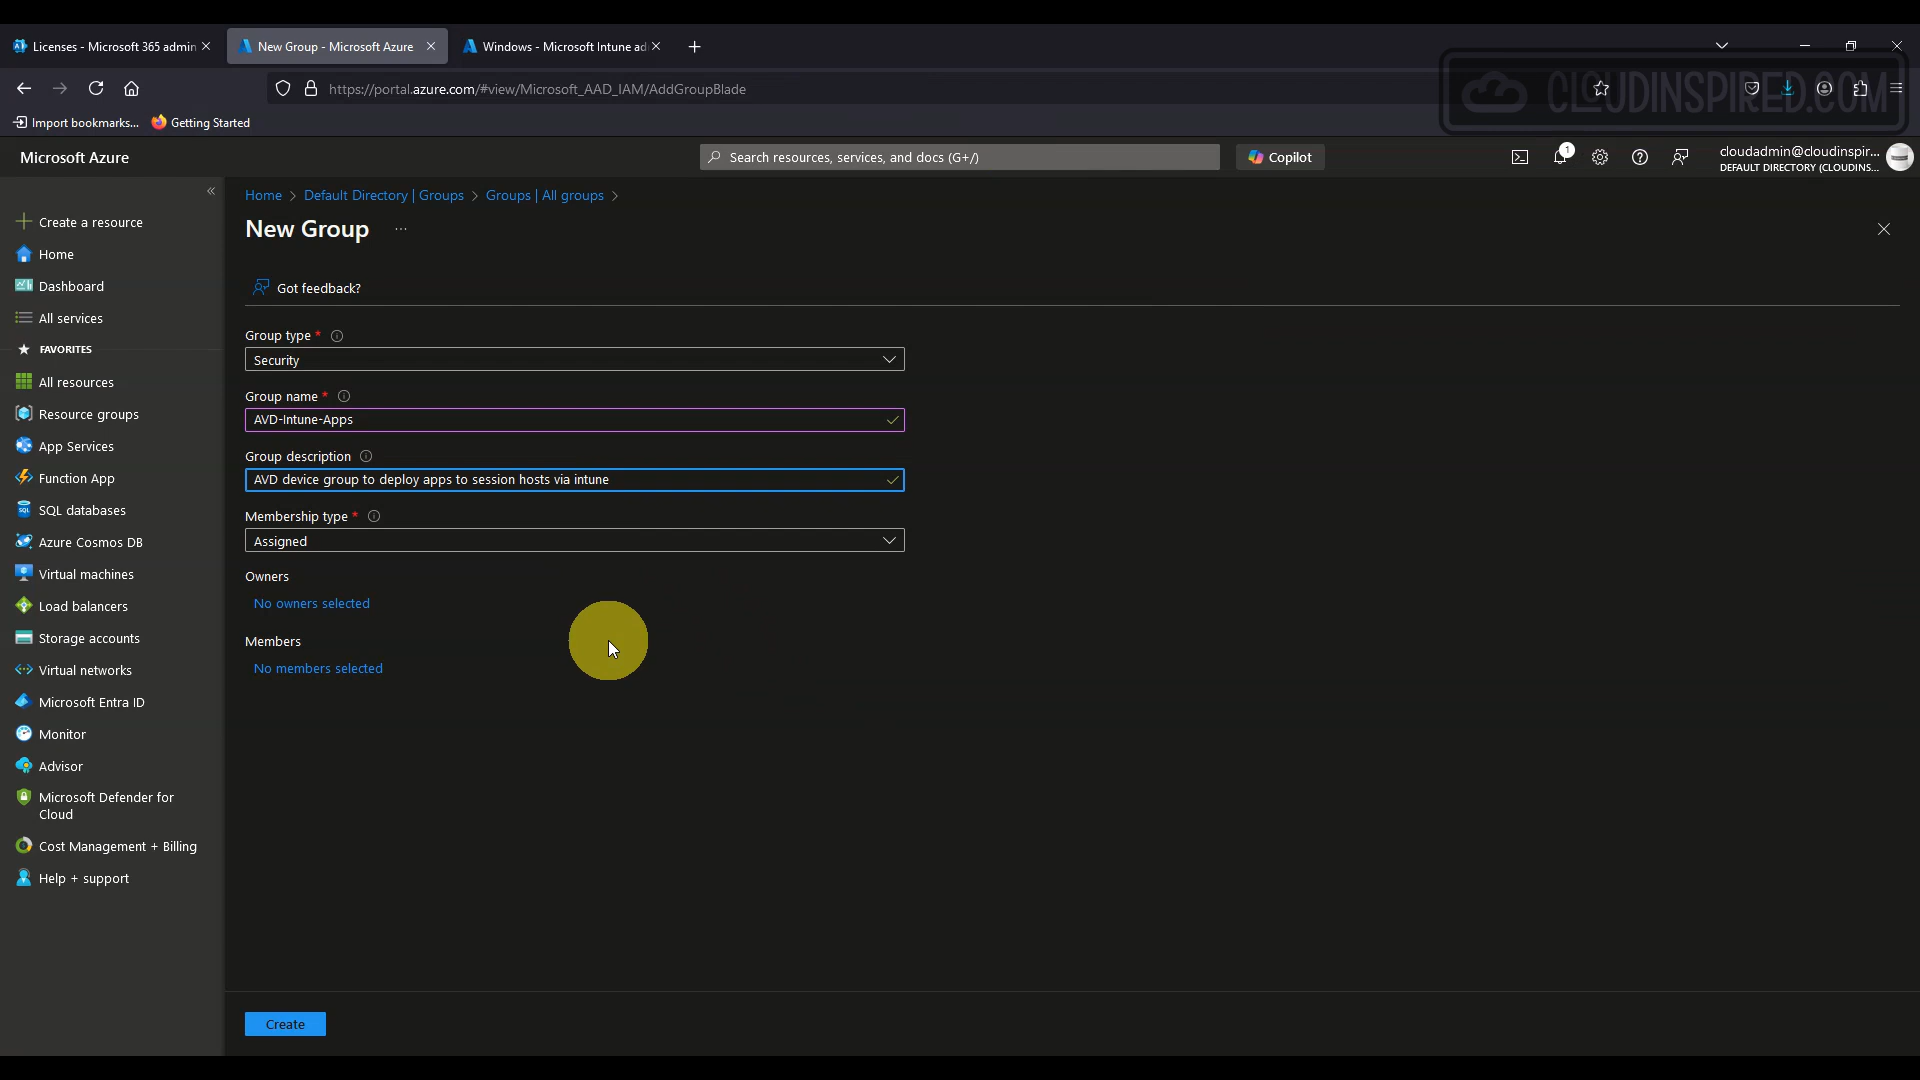 Licenses - Microsoft 365 admin
New Group - Microsoft Azure
Windows - Microsoft Intune ad
https://portal.azure.com/#view/Microsoft_AAD_IAM/AddGroupBlade
CLOUDINSPIRED.COM
Import bookmarks...
Getting Started
Microsoft Azure
Search resources, services, and docs (G+/)
Copilot
1
cloudadmin@cloudinspir...
DEFAULT DIRECTORY (CLOUDINS...
Create a resource
Home
Dashboard
All services
FAVORITES
All resources
Resource groups
App Services
Function App
SQL databases
Azure Cosmos DB
Virtual machines
Load balancers
Storage accounts
Virtual networks
Microsoft Entra ID
Monitor
Advisor
Microsoft Defender for
Cloud
Cost Management + Billing
Help + support
Home > Default Directory | Groups > Groups | All groups >
New Group ...
Got feedback?
Group type *
Security
Group name *
AVD-Intune-Apps
Group description
AVD device group to deploy apps to session hosts via intune
Membership type *
Assigned
Owners
No owners selected
Members
No members selected
Create